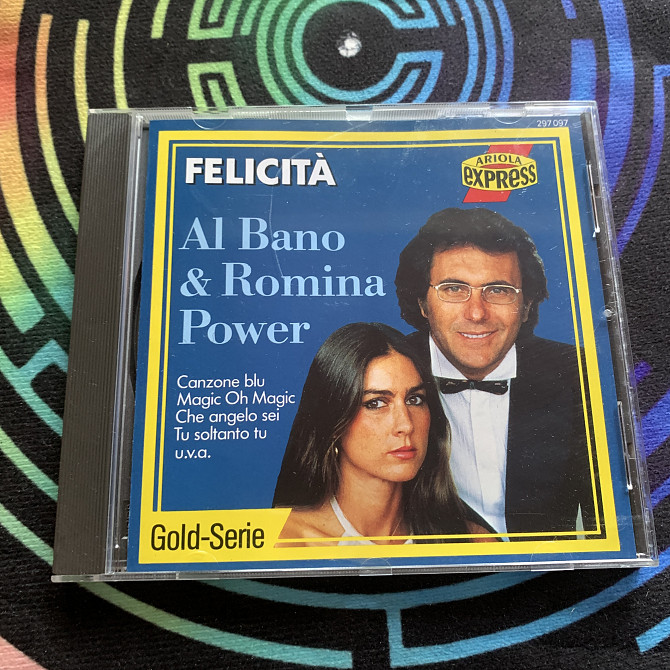 297 097
FELICITÀ
ARIOLA
EXPRESS
Al Bano
& Romina
Power
Canzone blu
Magic Oh Magic
Che angelo sei
Tu soltanto tu
u.v.a.
Gold-Serie